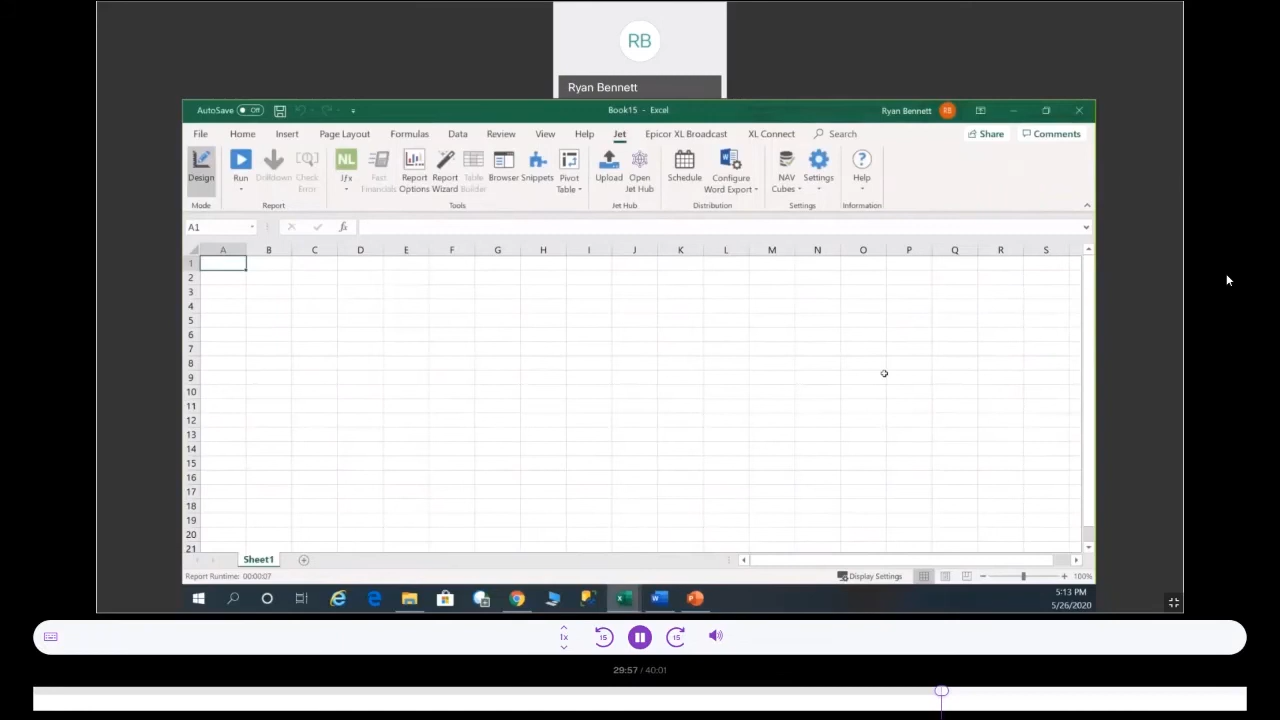 RB
Ryan Bennett
AutoSave Off
Book15 - Excel
Ryan Bennett RB
File Home Insert Page Layout Formulas Data Review View Help Jet Epicor XL Broadcast XL Connect Search Share Comments
NL
Design Run Drilldown Check Error Jfx Fast Financials Report Options Report Wizard Table Builder Browser Snippets Pivot Table Upload Open Jet Hub Schedule Configure Word Export NAV Cubes Settings Help
Mode Report Tools Jet Hub Distribution Settings Information
A1 fx
A B C D E F G H I J K L M N O P Q R S
1
2
3
4
5
6
7
8
9
10
11
12
13
14
15
16
17
18
19
20
21
Sheet1
Report Runtime: 00:00:07 Display Settings 100%
5:13 PM
5/26/2020
1x 15 15
29:57 / 40:01